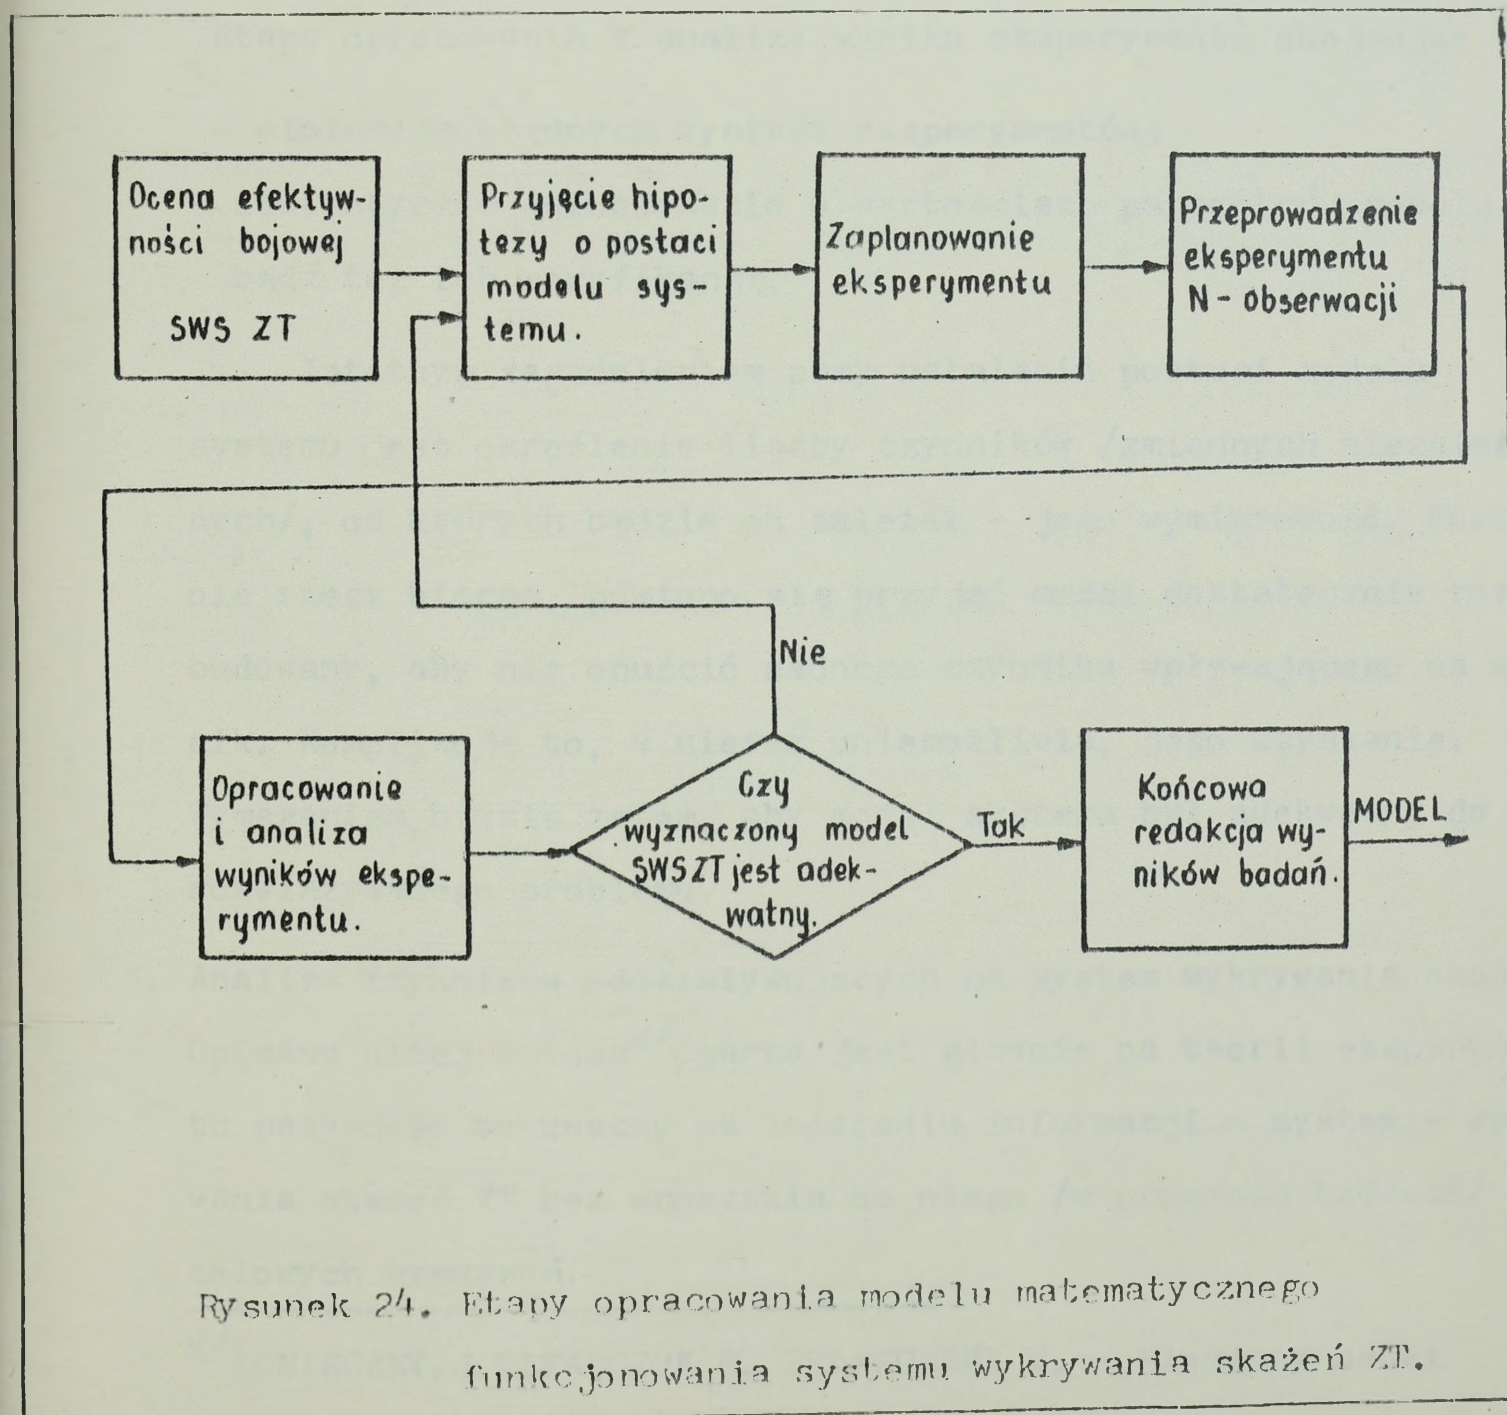 Ocena efektyw-
ności bojowej
SWS ZT
Przyjęcie hipo-
tezy o postaci
modelu sys-
temu.
Zaplanowanie
eksperymentu
Przeprowadzenie
eksperymentu
N - obserwacji
Nie
Opracowanie
i analiza
wyników ekspe-
rymentu.
Czy
wyznaczony model
SWS ZT jest adek-
watny.
Tak
Końcowa
redakcja wy-
ników badań.
MODEL
Rysunek 24. Etapy opracowania modelu matematycznego
funkcjonowania systemu wykrywania skażeń ZT.